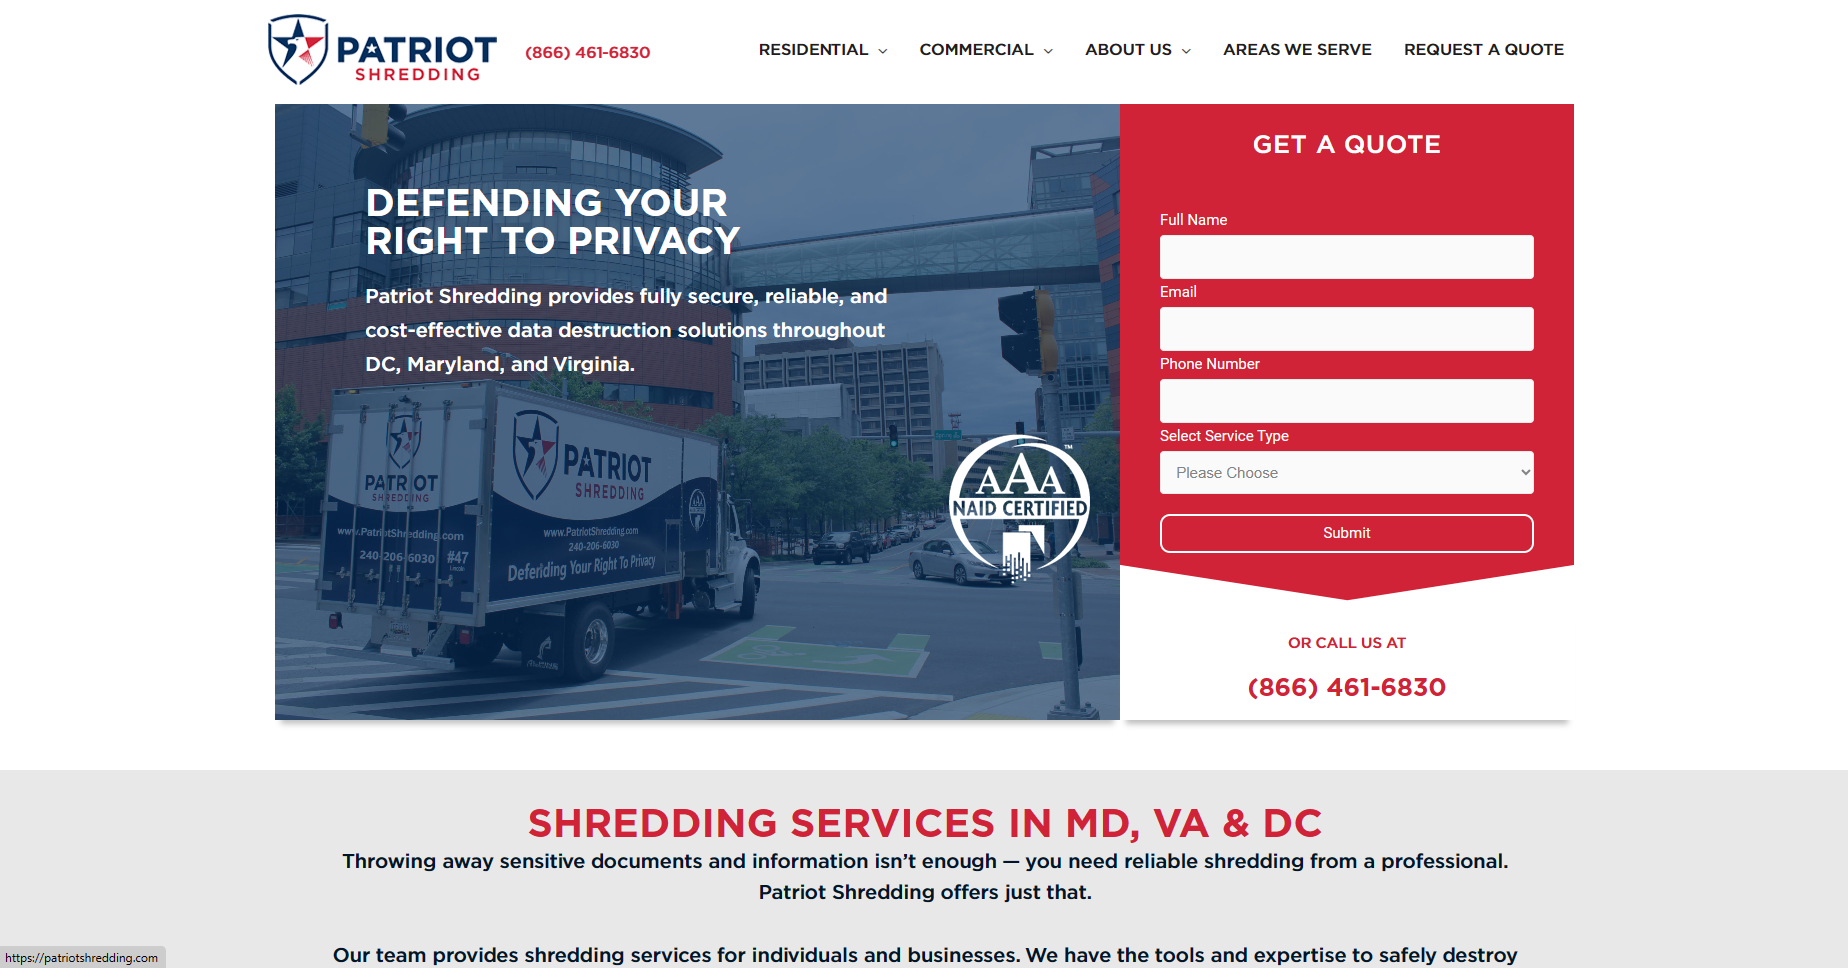 PATRIOT
SHREDDING
(866) 461-6830
RESIDENTIAL
COMMERCIAL
ABOUT US
AREAS WE SERVE
REQUEST A QUOTE
DEFENDING YOUR
RIGHT TO PRIVACY
Patriot Shredding provides fully secure, reliable, and
cost-effective data destruction solutions throughout
DC, Maryland, and Virginia.
PATRIOT
SHREDDING
www.PatriotShredding.com
240-206-6030
#47
PATRIOT
SHREDDING
www.PatriotShredding.com
240-206-6030
Defending Your Right To Privacy
AAA
NAID CERTIFIED
TM
GET A QUOTE
Full Name
Email
Phone Number
Select Service Type
Please Choose
Submit
OR CALL US AT
(866) 461-6830
SHREDDING SERVICES IN MD, VA & DC
Throwing away sensitive documents and information isn’t enough — you need reliable shredding from a professional.
Patriot Shredding offers just that.
Our team provides shredding services for individuals and businesses. We have the tools and expertise to safely destroy
https://patriotshredding.com